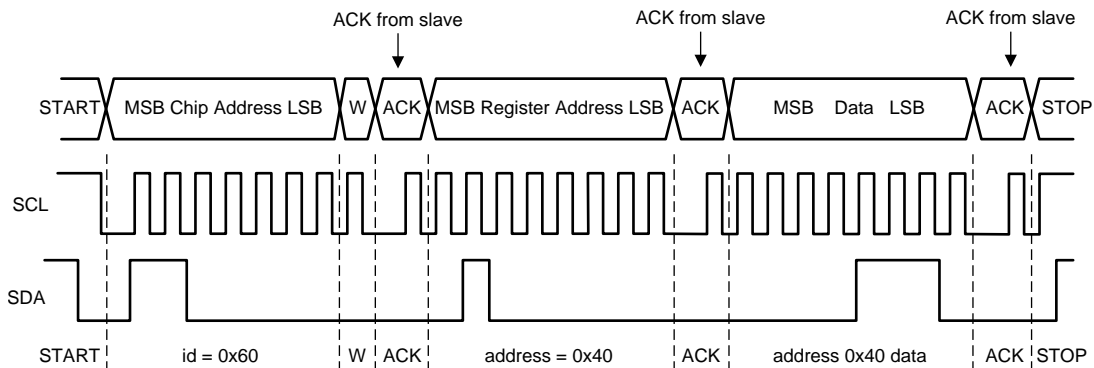 ACK from slave ACK from slave ACK from slave
START MSB Chip Address LSB W ACK MSB Register Address LSB ACK MSB Data LSB ACK STOP
SCL
SDA
START id = 0x60 W ACK address = 0x40 ACK address 0x40 data ACK STOP